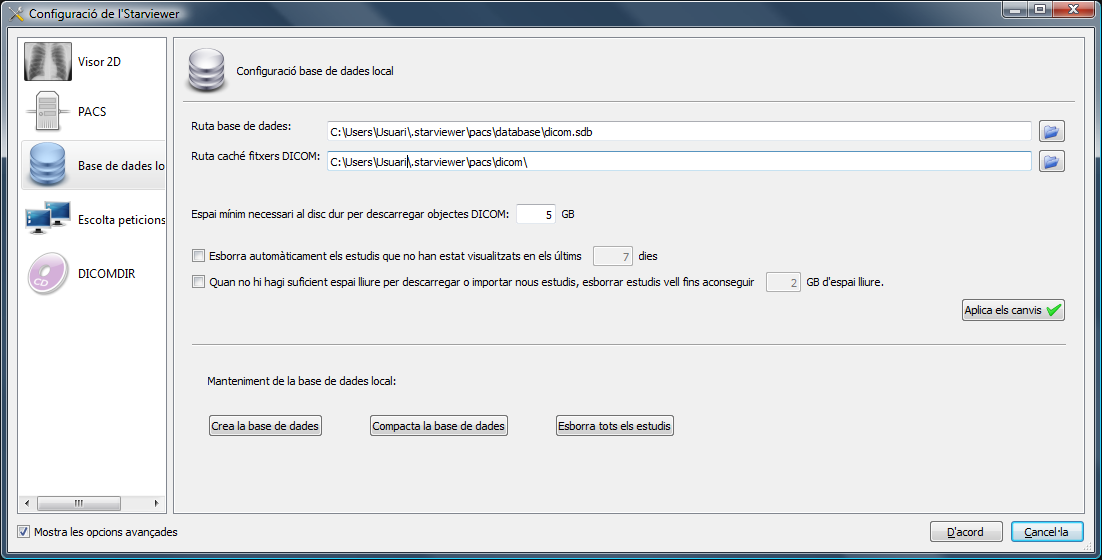 Configuració de l'Starviewer
Visor 2D
PACS
Base de dades lo
Escolta peticions
CD
DICOMDIR
Configuració base de dades local
Ruta base de dades: C:\Users\Usuari\.starviewer\pacs\database\dicom.sdb
Ruta caché fitxers DICOM: C:\Users\Usuari\.starviewer\pacs\dicom\
Espai mínim necessari al disc dur per descarregar objectes DICOM: 5 GB
Esborra automàticament els estudis que no han estat visualitzats en els últims 7 dies
Quan no hi hagi suficient espai lliure per descarregar o importar nous estudis, esborrar estudis vell fins aconseguir 2 GB d'espai lliure.
Aplica els canvis
Manteniment de la base de dades local:
Crea la base de dades Compacta la base de dades Esborra tots els estudis
Mostra les opcions avançades
D'acord Cancel·la